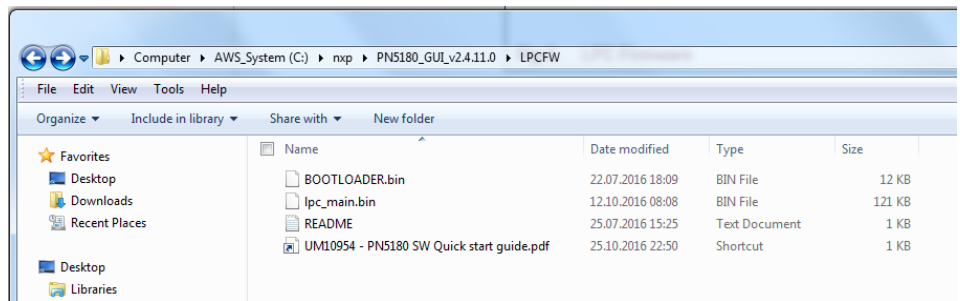 Computer ▸ AWS_System (C:) ▸ nxp ▸ PN5180_GUI_v2.4.11.0 ▸ LPCFW
File Edit View Tools Help
Organize Include in library Share with New folder
Name Date modified Type Size
Favorites
Desktop
Downloads
Recent Places
Desktop
Libraries
BOOTLOADER.bin 22.07.2016 18:09 BIN File 12 KB
lpc_main.bin 12.10.2016 08:08 BIN File 121 KB
README 25.07.2016 15:25 Text Document 1 KB
UM10954 - PN5180 SW Quick start guide.pdf 25.10.2016 22:50 Shortcut 1 KB